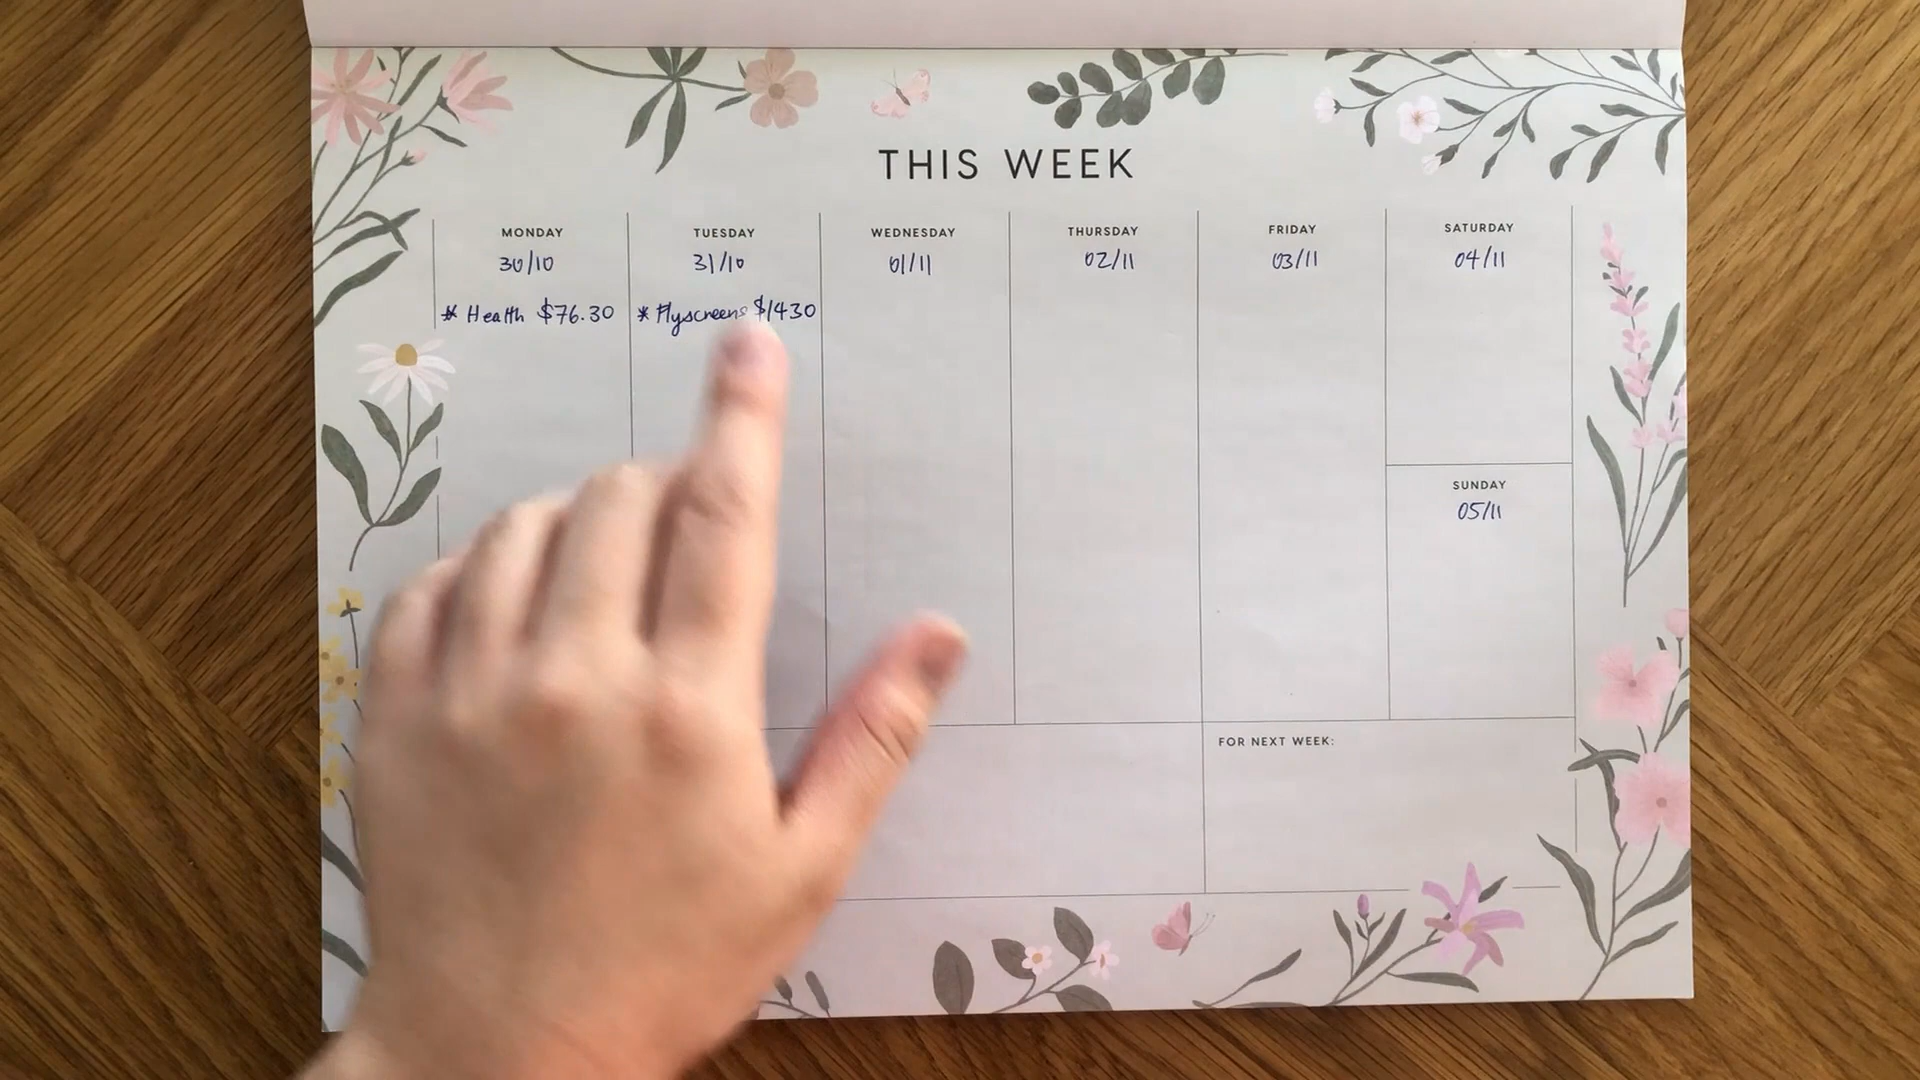 THIS WEEK
MONDAY
30/10
* Health $76.30
TUESDAY
31/10
* Flyscreens $1430
WEDNESDAY
01/11
THURSDAY
02/11
FRIDAY
03/11
SATURDAY
04/11
SUNDAY
05/11
FOR NEXT WEEK: